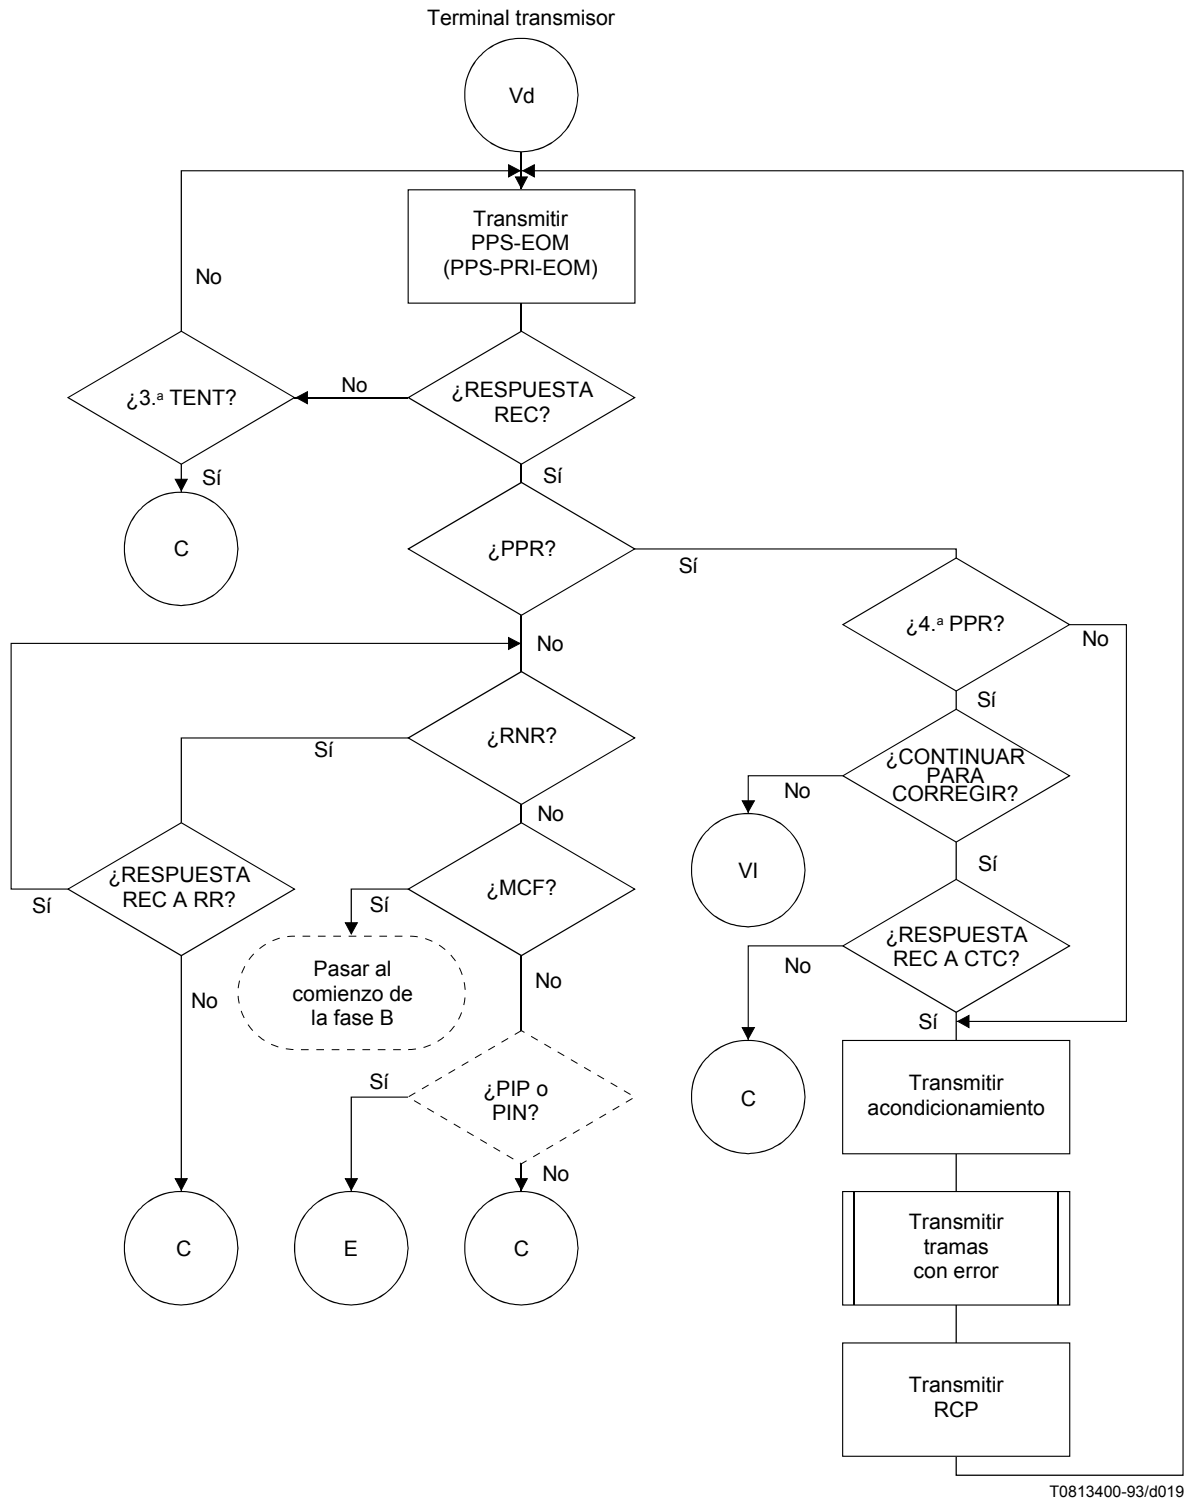 Terminal transmisor
Vd
Transmitir
PPS-EOM
(PPS-PRI-EOM)
No
¿3.ª TENT?
No
¿RESPUESTA
REC?
Sí
Sí
C
¿PPR?
Sí
¿4.ª PPR?
No
No
Sí
¿RNR?
Sí
¿CONTINUAR
PARA
CORREGIR?
No
No
VI
Sí
¿RESPUESTA
REC A RR?
Sí
¿MCF?
Sí
¿RESPUESTA
REC A CTC?
No
Pasar al
comienzo de
la fase B
No
No
Sí
C
Transmitir
acondicionamiento
¿PIP o
PIN?
Sí
No
C
E
C
Transmitir
tramas
con error
Transmitir
RCP
T0813400-93/d019